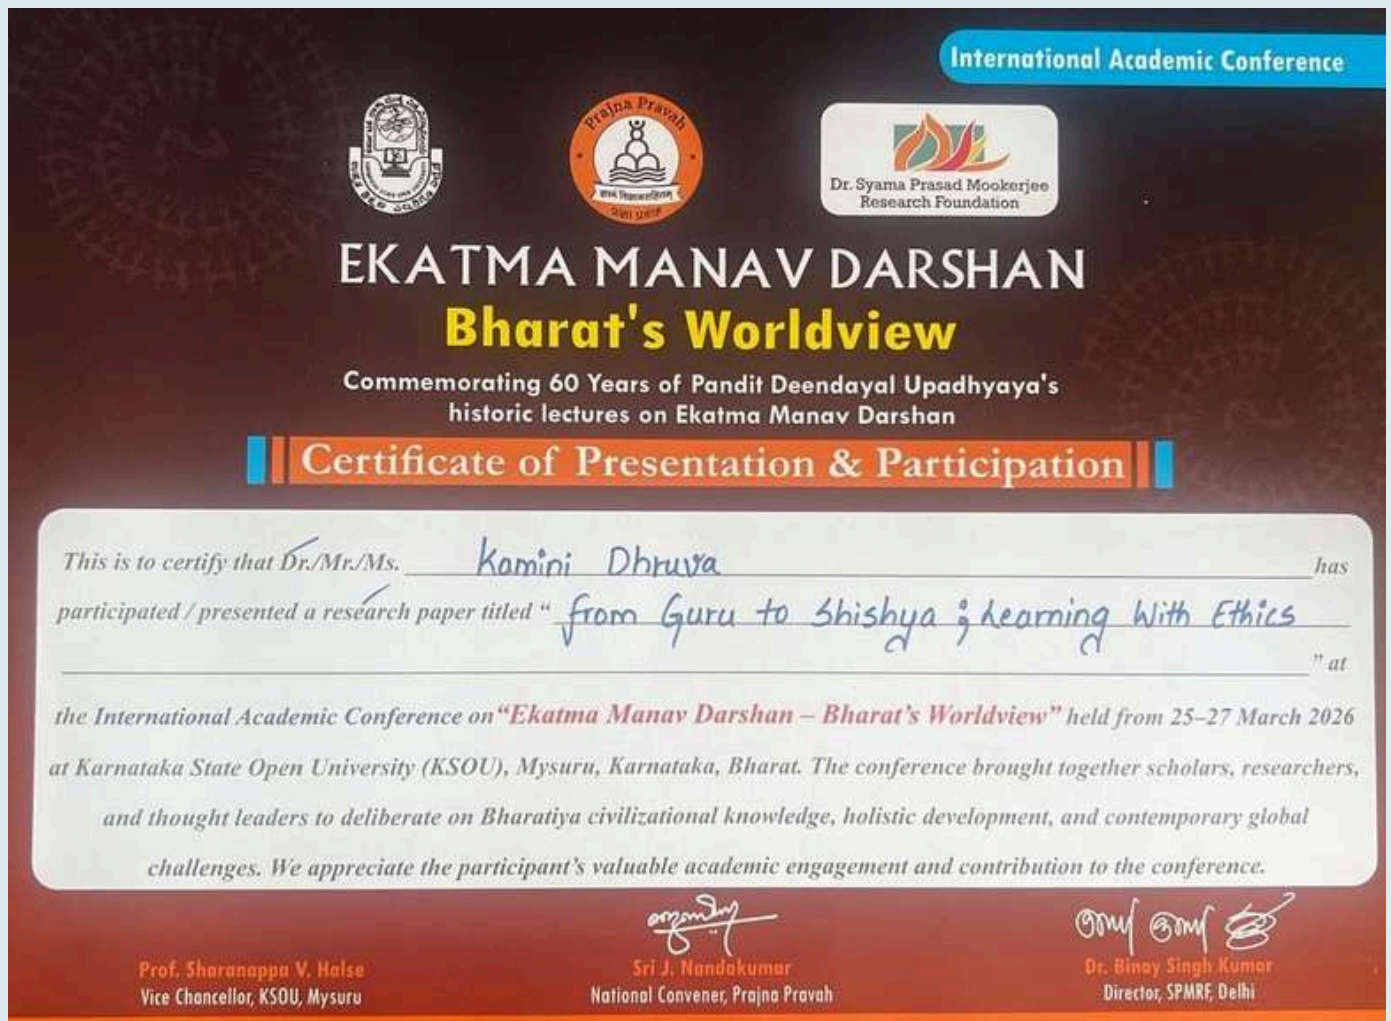 International Academic Conference
Prajna Pravah
Dr. Syama Prasad Mookerjee
Research Foundation
EKATMA MANAV DARSHAN
Bharat's Worldview
Commemorating 60 Years of Pandit Deendayal Upadhyaya's
historic lectures on Ekatma Manav Darshan
Certificate of Presentation & Participation
This is to certify that Dr./Mr./Ms. Kamini Dhruva has
participated / presented a research paper titled “ from Guru to Shishya ; Learning With Ethics
” at
the International Academic Conference on “Ekatma Manav Darshan – Bharat’s Worldview” held from 25–27 March 2026
at Karnataka State Open University (KSOU), Mysuru, Karnataka, Bharat. The conference brought together scholars, researchers,
and thought leaders to deliberate on Bharatiya civilizational knowledge, holistic development, and contemporary global
challenges. We appreciate the participant’s valuable academic engagement and contribution to the conference.
Prof. Sharanappa V. Halse
Vice Chancellor, KSOU, Mysuru
Sri J. Nandakumar
National Convener, Prajna Pravah
Dr. Binay Singh Kumar
Director, SPMRF, Delhi